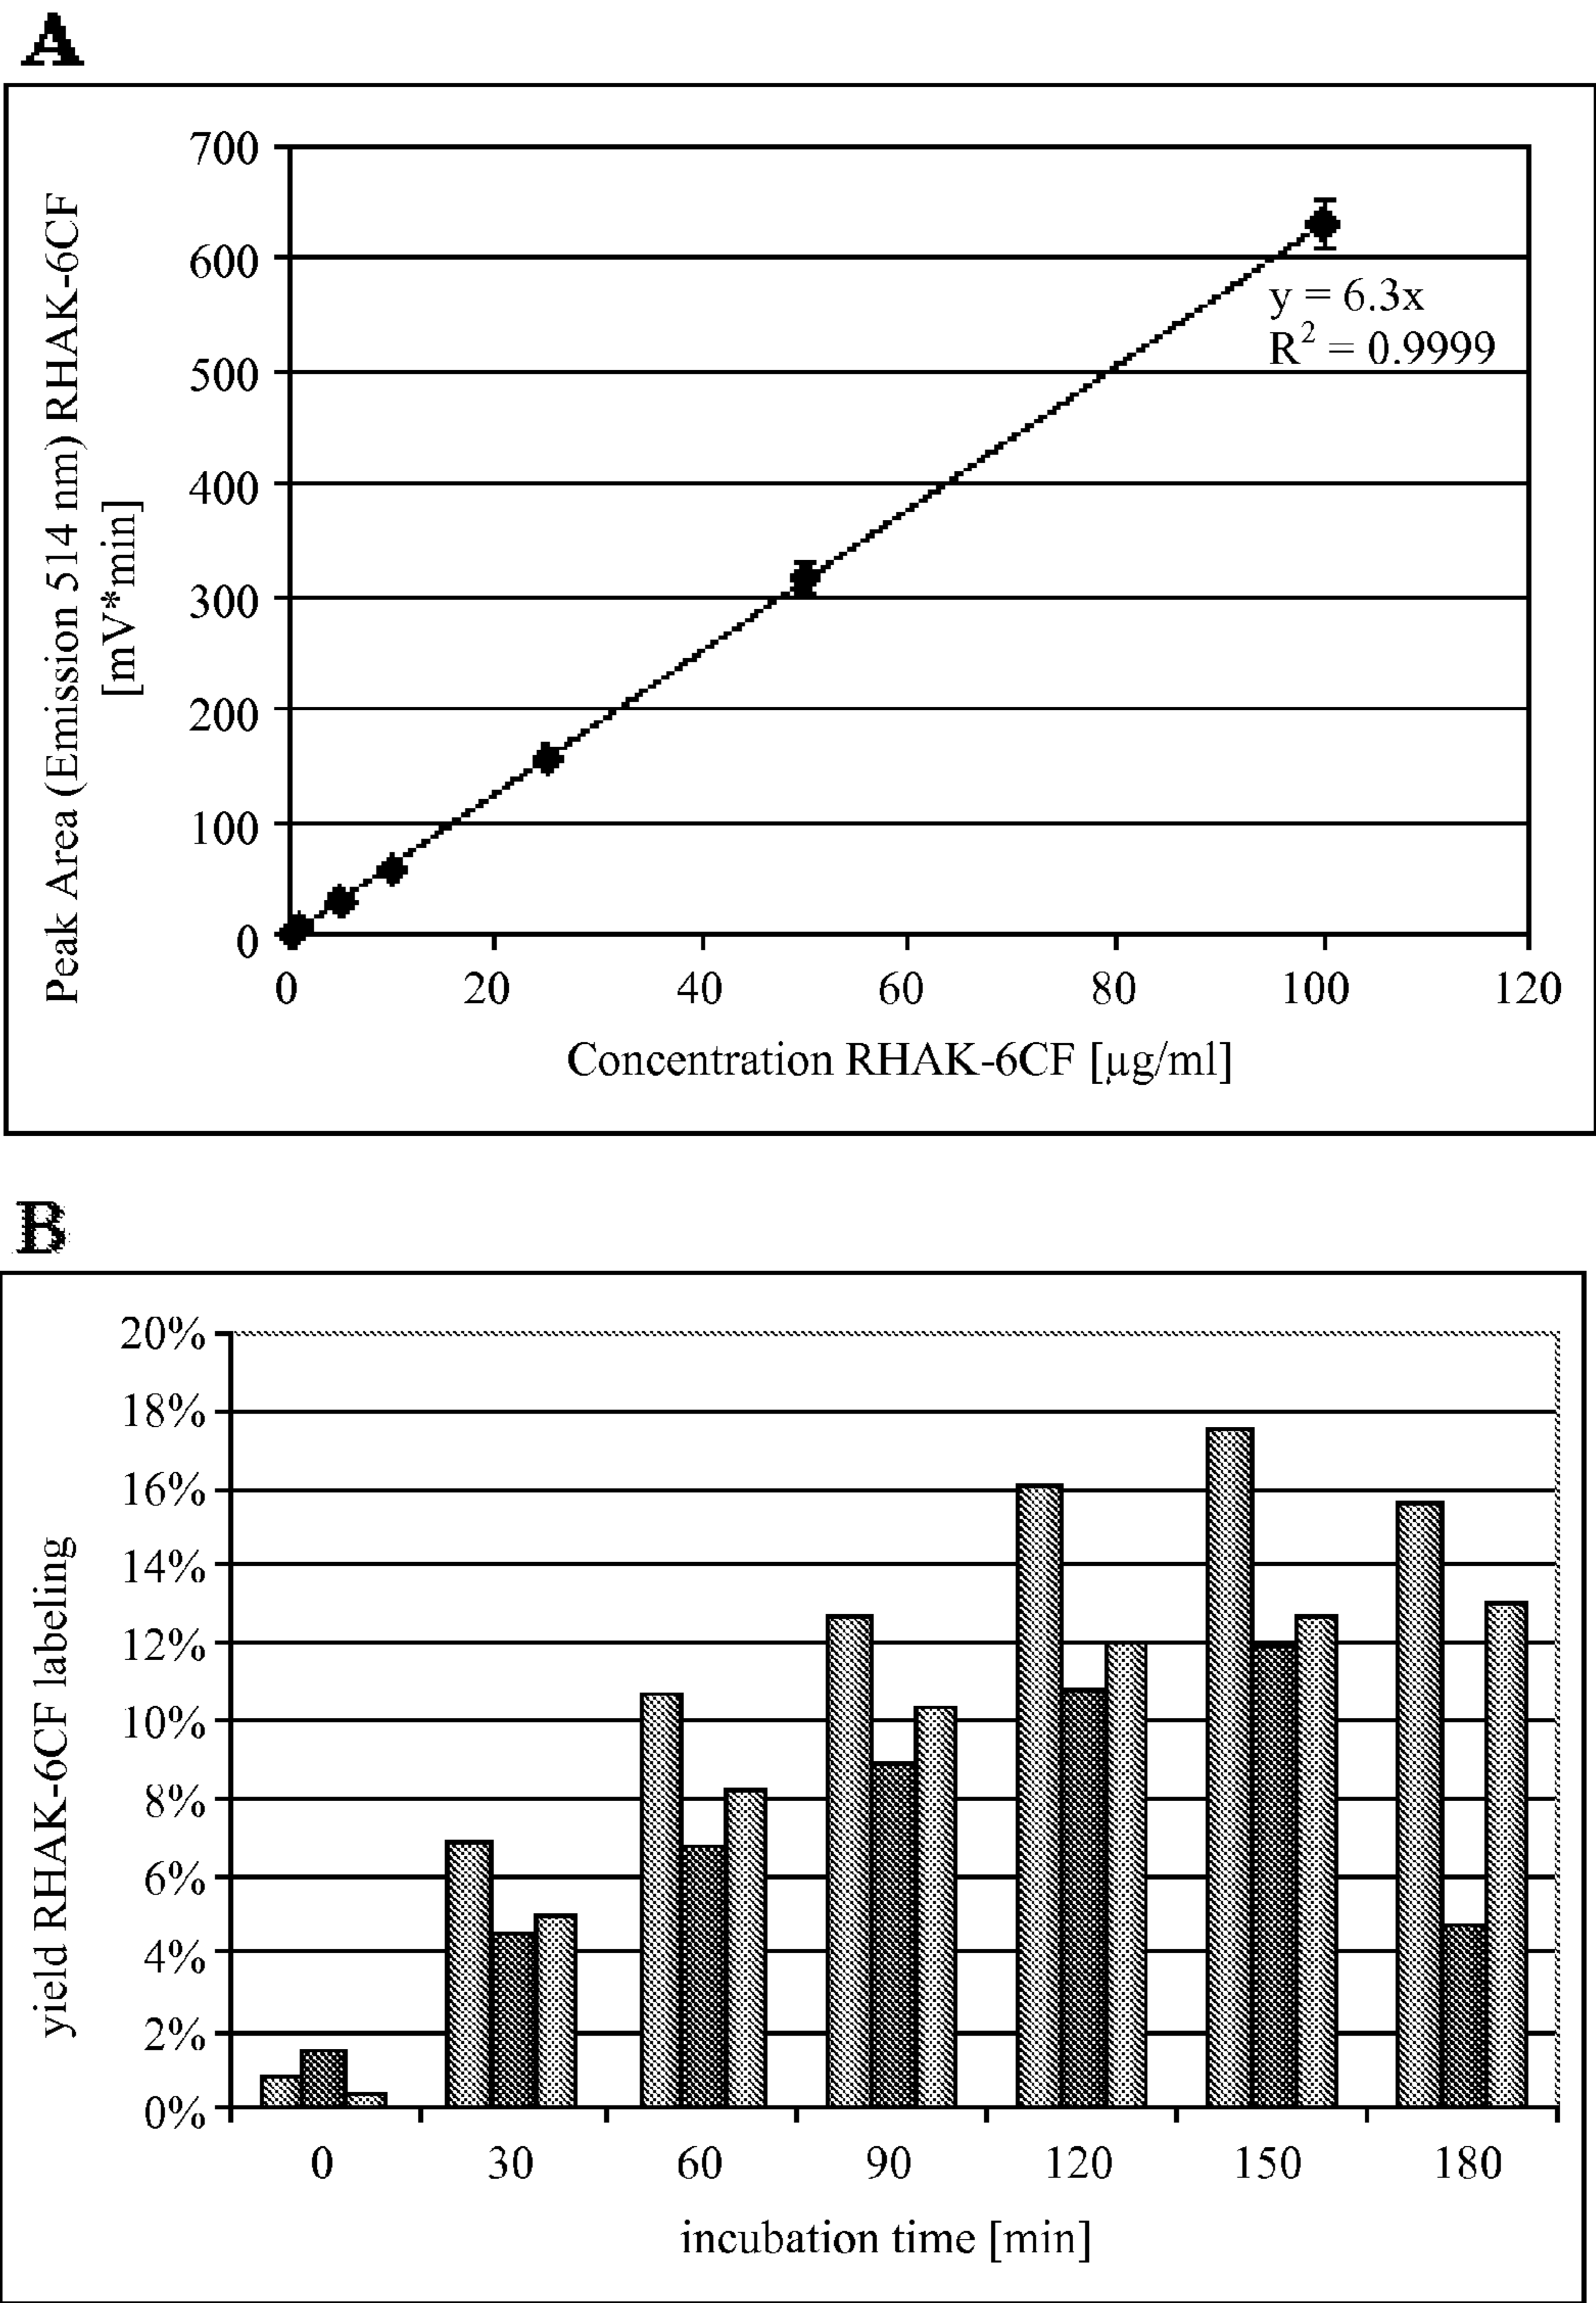 A
700
600
500
400
300
200
100
0
Peak Area (Emission 514 nm) RHAK-6CF
[mV*min]
y = 6.3x
R² = 0.9999
0 20 40 60 80 100 120
Concentration RHAK-6CF [µg/ml]
B
20%
18%
16%
14%
12%
10%
8%
6%
4%
2%
0%
yield RHAK-6CF labeling
0 30 60 90 120 150 180
incubation time [min]